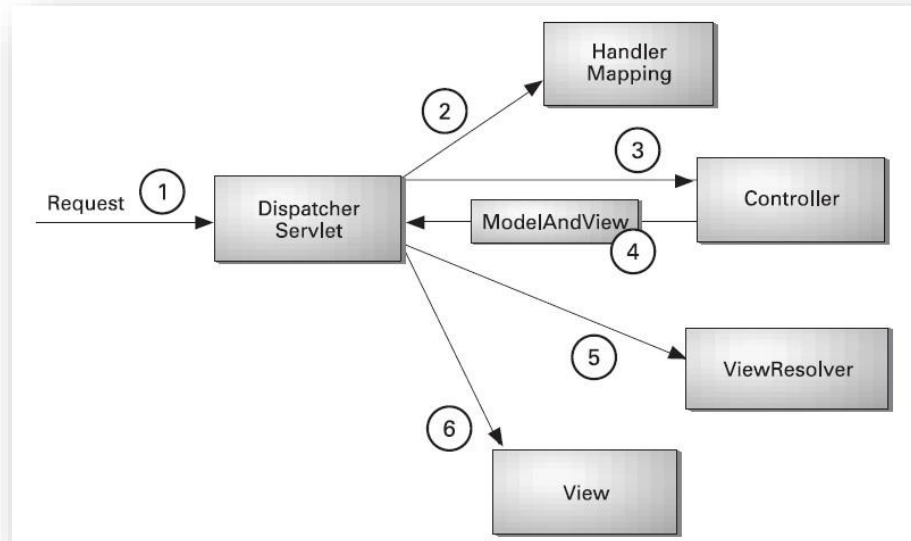 Handler
Mapping
2
3
1
Request
Dispatcher
Servlet
Controller
ModelAndView
4
5
ViewResolver
6
View